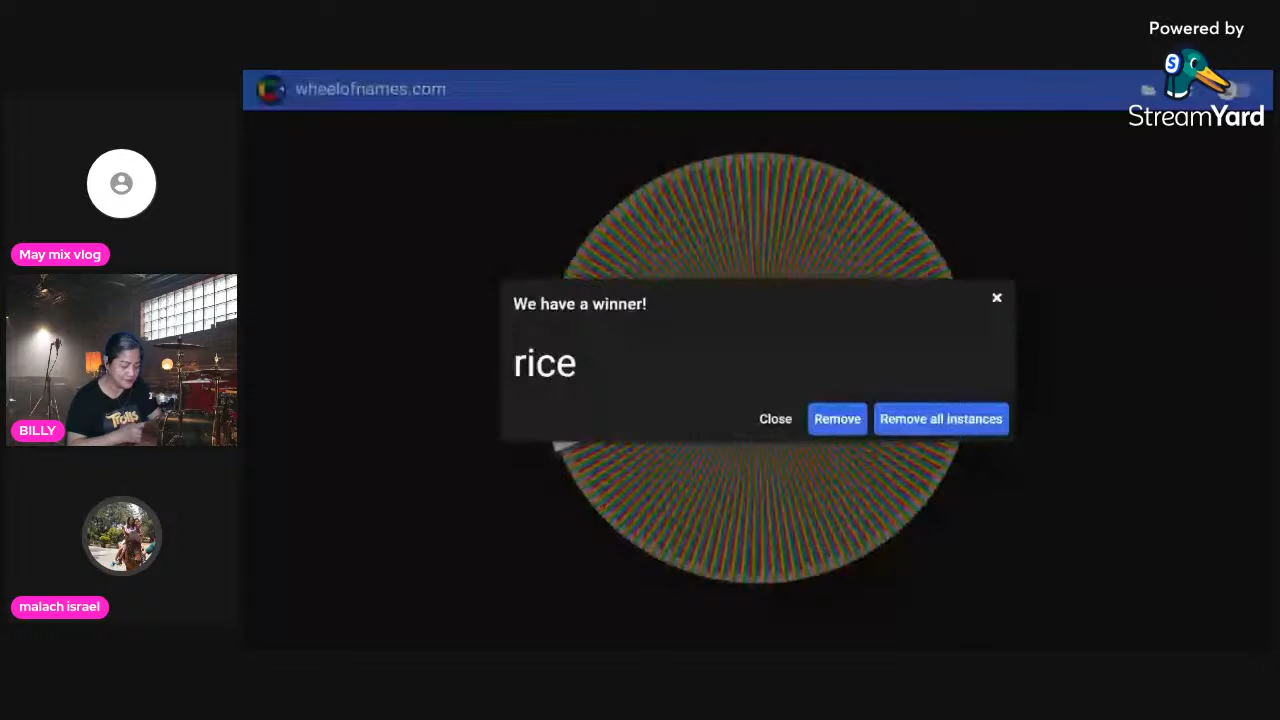 Powered by
StreamYard
wheelofnames.com
May mix vlog
We have a winner!
rice
Close
Remove
Remove all instances
Trolls
BILLY
malach israel